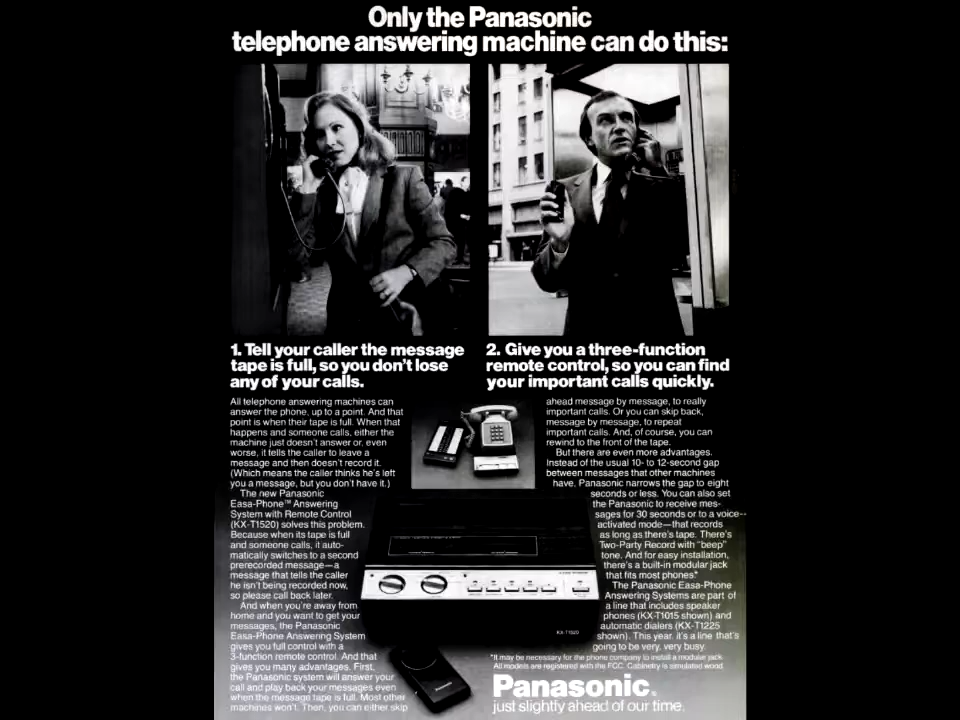 Only the Panasonic
telephone answering machine can do this:
1. Tell your caller the message
tape is full, so you don't lose
any of your calls.
2. Give you a three-function
remote control, so you can find
your important calls quickly.
All telephone answering machines can
answer the phone, up to a point. And that
point is when their tape is full. When that
happens and someone calls, either the
machine just doesn't answer or, even
worse, it tells the caller to leave a
message and then doesn't record it.
(Which means the caller thinks he's left
you a message, but you don't have it.)
The new Panasonic
Easa-Phone™ Answering
System with Remote Control
(KX-T1520) solves this problem.
Because when its tape is full
and someone calls, it auto-
matically switches to a second
prerecorded message—a
message that tells the caller
he isn't being recorded now,
so please call back later.
And when you're away from
home and you want to get your
messages, the Panasonic
Easa-Phone Answering System
gives you full control with a
3-function remote control. And that
gives you many advantages. First,
the Panasonic system will answer your
call and play back your messages even
when the message tape is full. Most other
machines won't. Then, you can either skip
ahead message by message, to really
important calls. Or you can skip back,
message by message, to repeat
important calls. And, of course, you can
rewind to the front of the tape.
But there are even more advantages.
Instead of the usual 10- to 12-second gap
between messages that other machines
have, Panasonic narrows the gap to eight
seconds or less. You can also set
the Panasonic to receive mes-
sages for 30 seconds or to a voice-
activated mode—that records
as long as there's tape. There's
Two-Party Record with "beep"
tone. And for easy installation,
there's a built-in modular jack
that fits most phones.*
The Panasonic Easa-Phone
Answering Systems are part of
a line that includes speaker
phones (KX-T1015 shown) and
automatic dialers (KX-T1225
shown). This year, it's a line that's
going to be very, very busy.
KX-T1520
*It may be necessary for the phone company to install a modular jack.
All models are registered with the FCC. Cabinetry is simulated wood.
Panasonic.
just slightly ahead of our time.